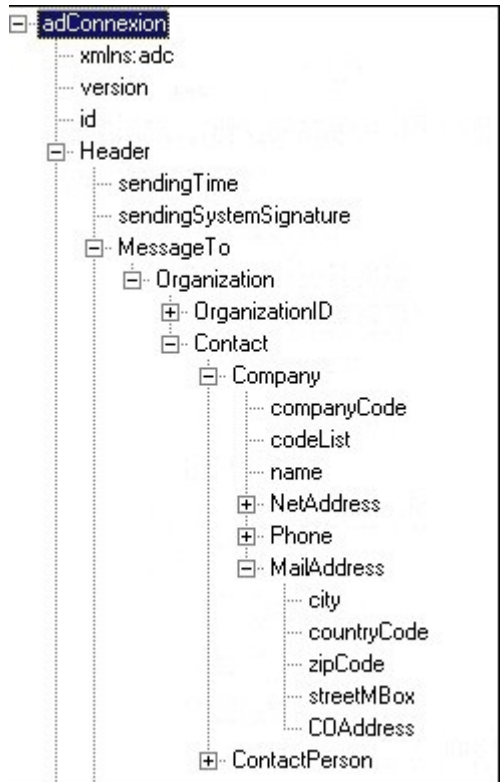 adConnexion
xmlns:adc
version
id
Header
sendingTime
sendingSystemSignature
MessageTo
Organization
OrganizationID
Contact
Company
companyCode
codeList
name
NetAddress
Phone
MailAddress
city
countryCode
zipCode
streetMBox
COAddress
ContactPerson